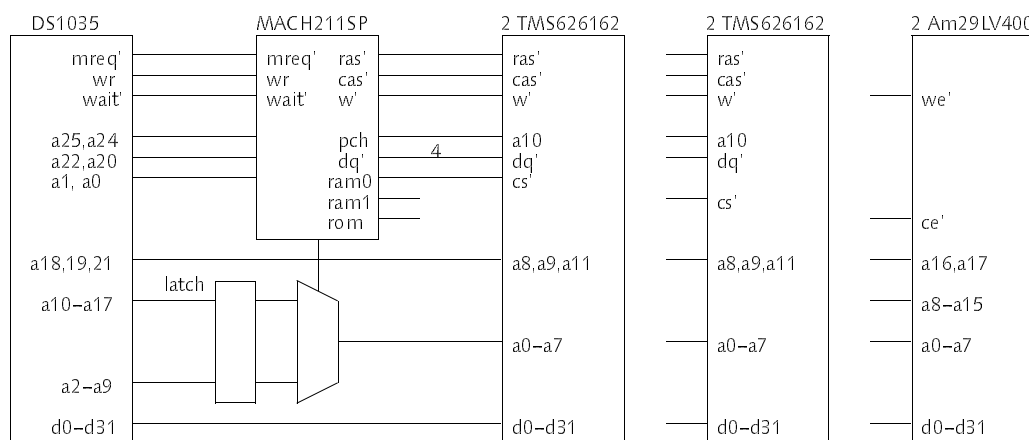 DS1035 MACH211SP 2 TMS626162 2 TMS626162 2 Am29LV400
mreq' mreq' ras' ras' ras'
wr wr cas' cas' cas'
wait' wait' w' w' w' we'
a25,a24 pch a10 a10
a22,a20 dq' 4 dq' dq'
a1, a0 ram0 cs'
ram1 cs'
rom ce'
a18,19,21 a8,a9,a11 a8,a9,a11 a16,a17
latch
a10–a17 a8–a15
a0–a7 a0–a7 a0–a7
a2–a9
d0–d31 d0–d31 d0–d31 d0–d31